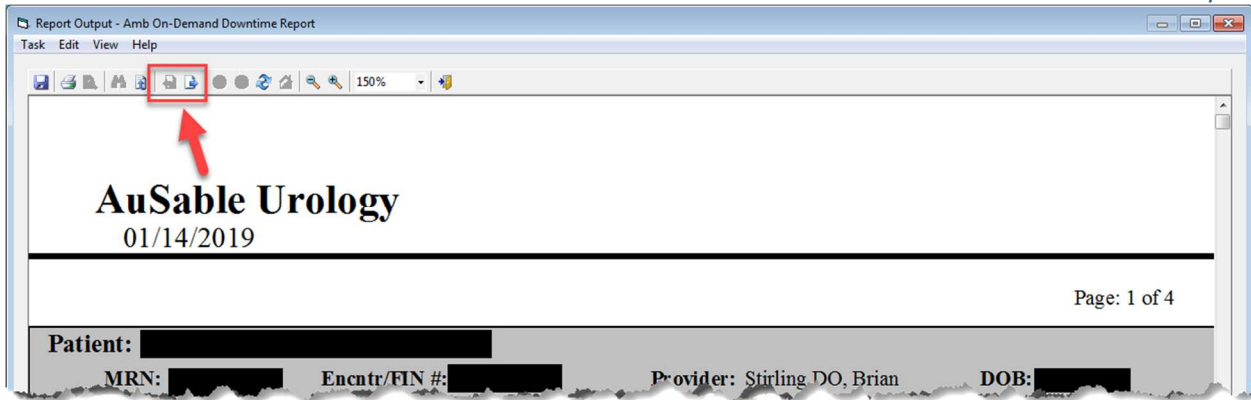 Report Output - Amb On-Demand Downtime Report
Task Edit View Help
150%
AuSable Urology
01/14/2019
Page: 1 of 4
Patient:
MRN: Encntr/FIN #: Provider: Stirling DO, Brian DOB: